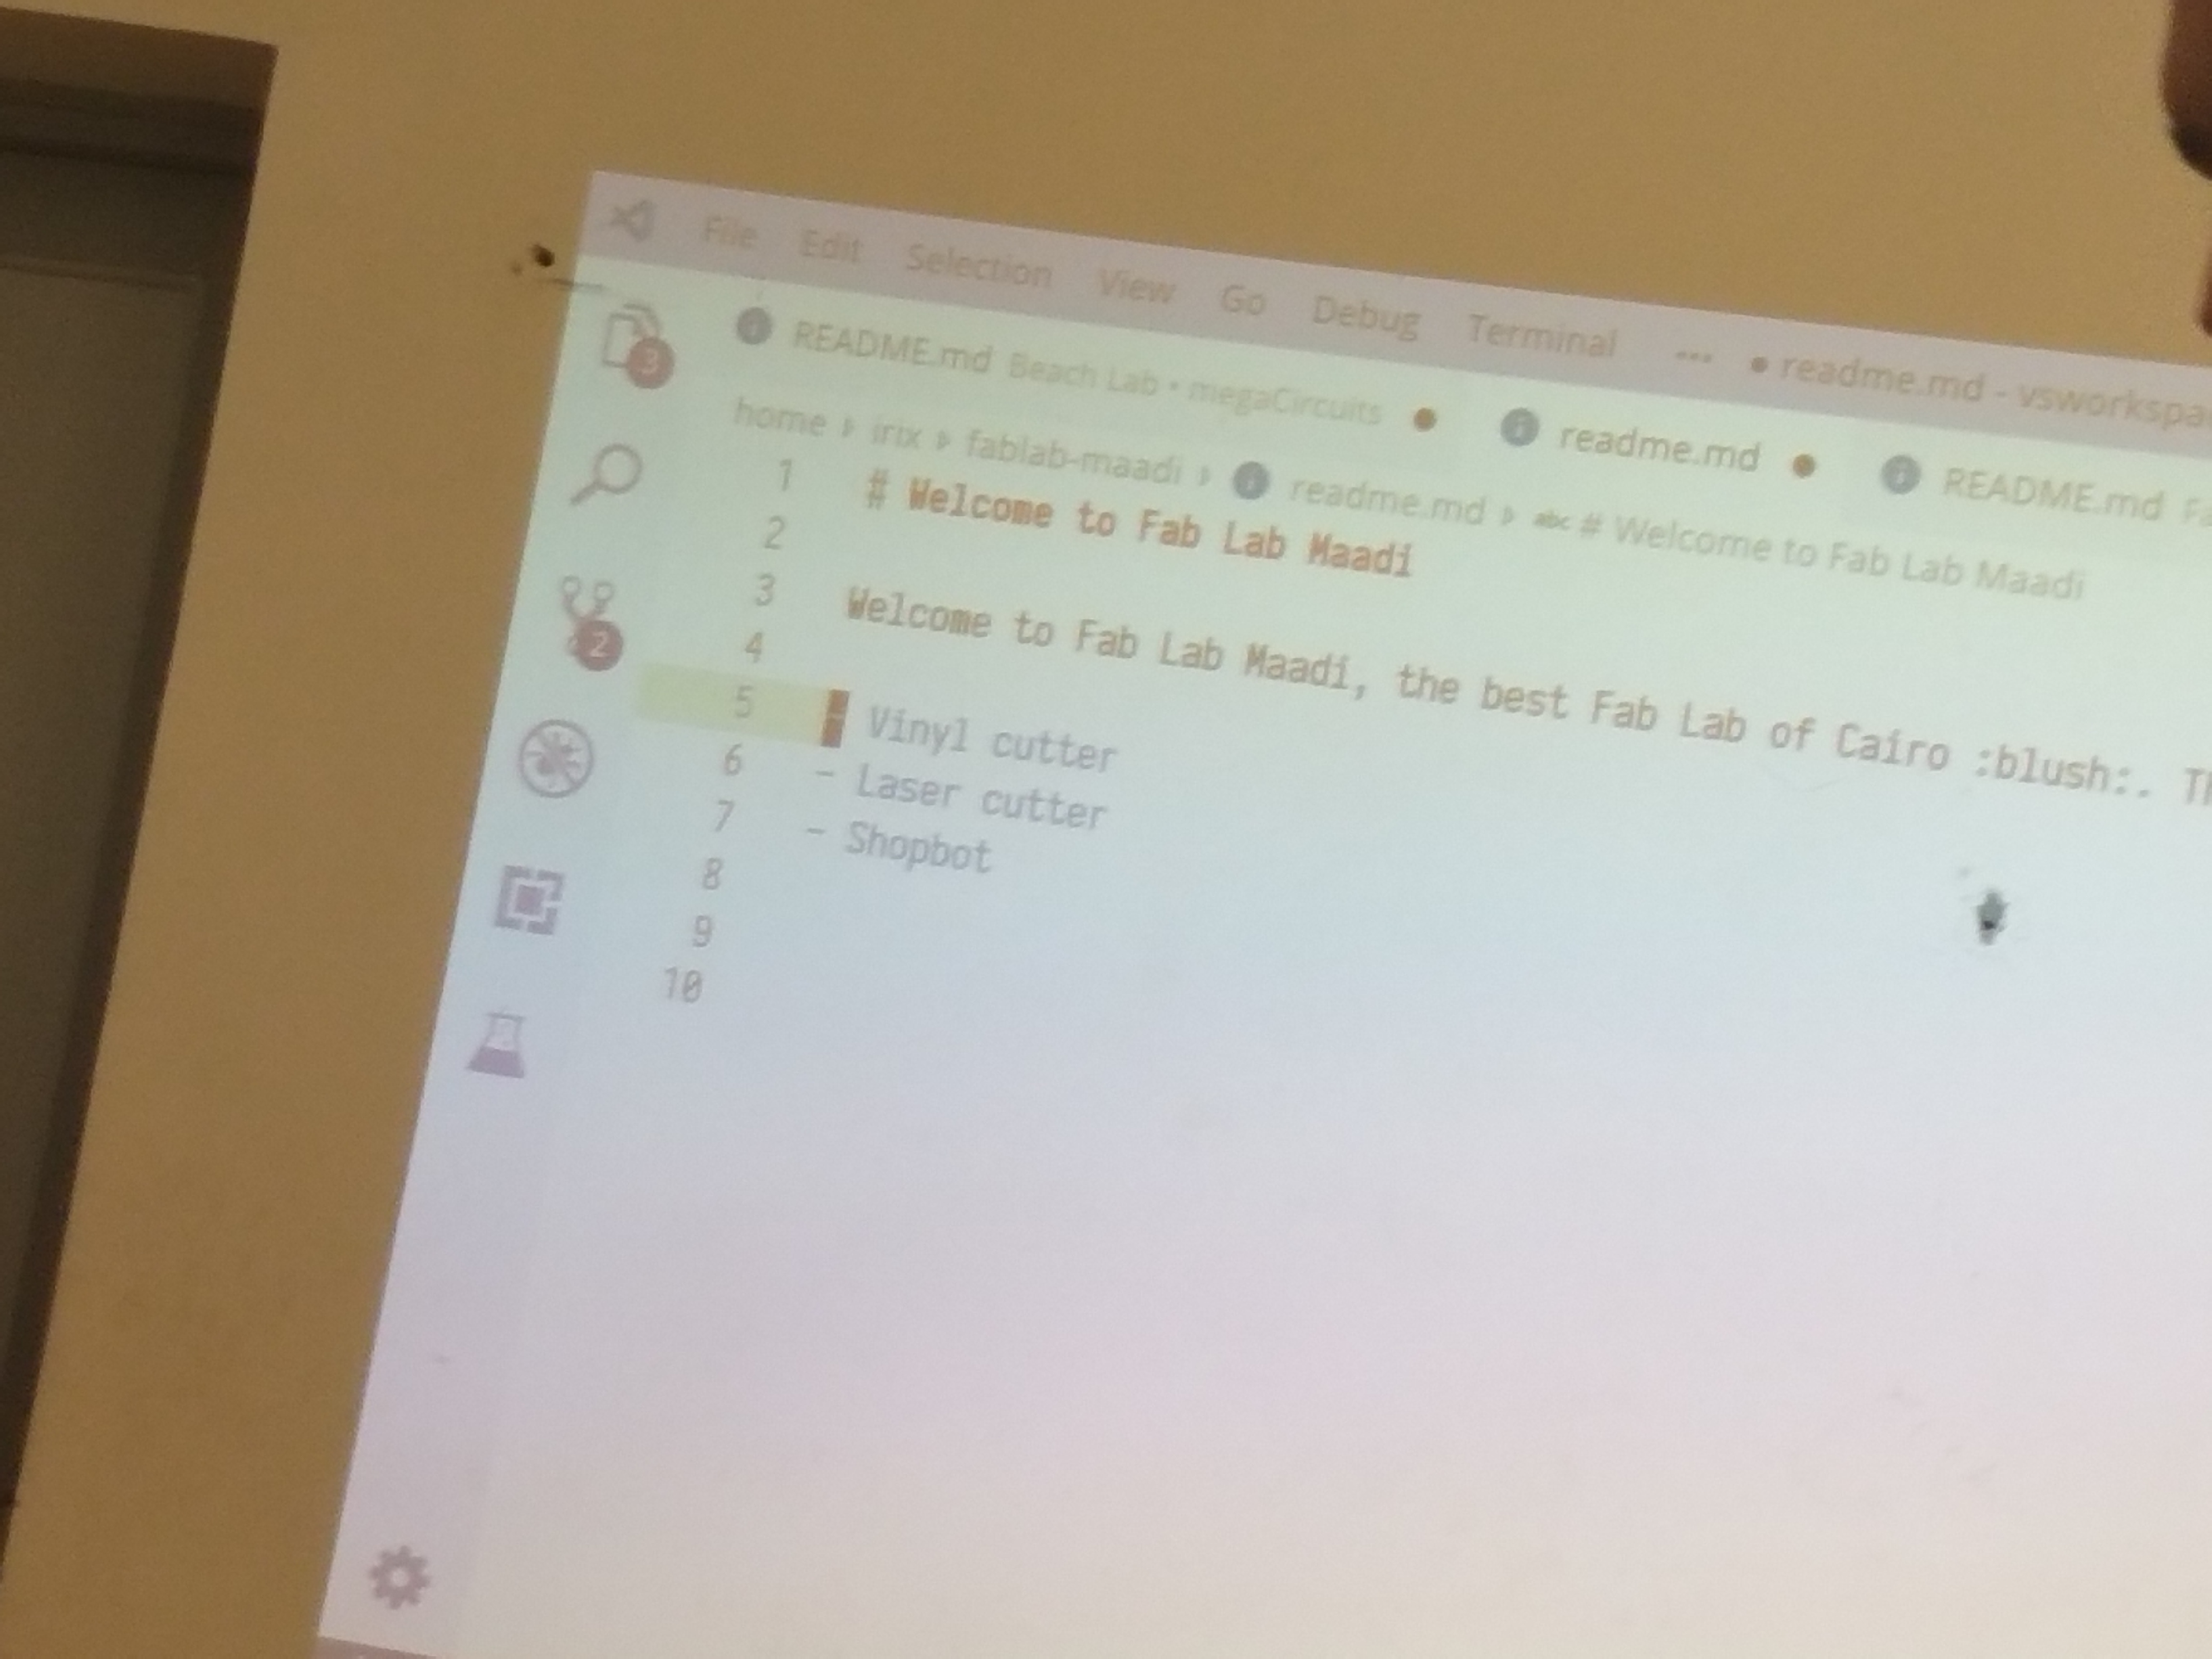 File Edit Selection View Go Debug Terminal ... ● readme.md - vsworkspa
README.md Beach Lab • megaCircuits ● readme.md ● README.md
home › irix › fablab-maadi › readme.md › abc # Welcome to Fab Lab Maadi
3
2
1 # Welcome to Fab Lab Maadi
2
3 Welcome to Fab Lab Maadi, the best Fab Lab of Cairo :blush:.
4
5 - Vinyl cutter
6 - Laser cutter
7 - Shopbot
8
9
10